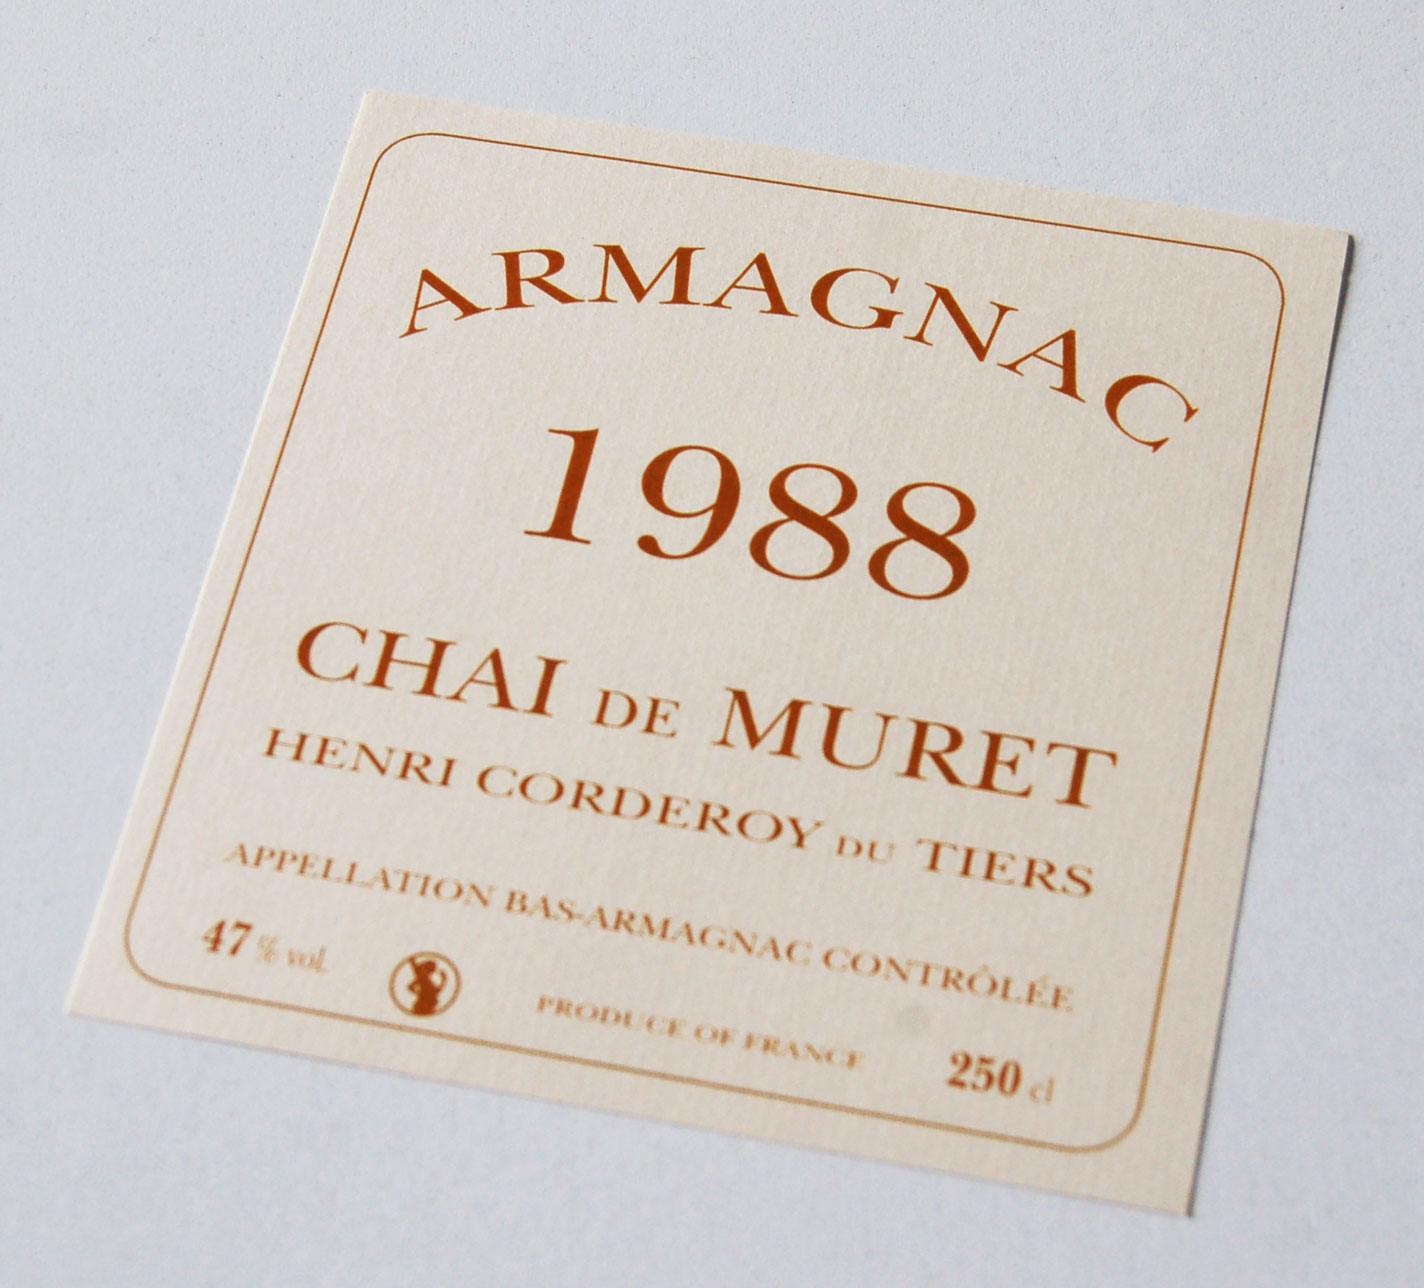 ARMAGNAC
1988
CHAI DE MURET
HENRI CORDEROY DU TIERS
APPELLATION BAS-ARMAGNAC CONTRÔLÉE
47 % vol.
PRODUCE OF FRANCE
250 cl